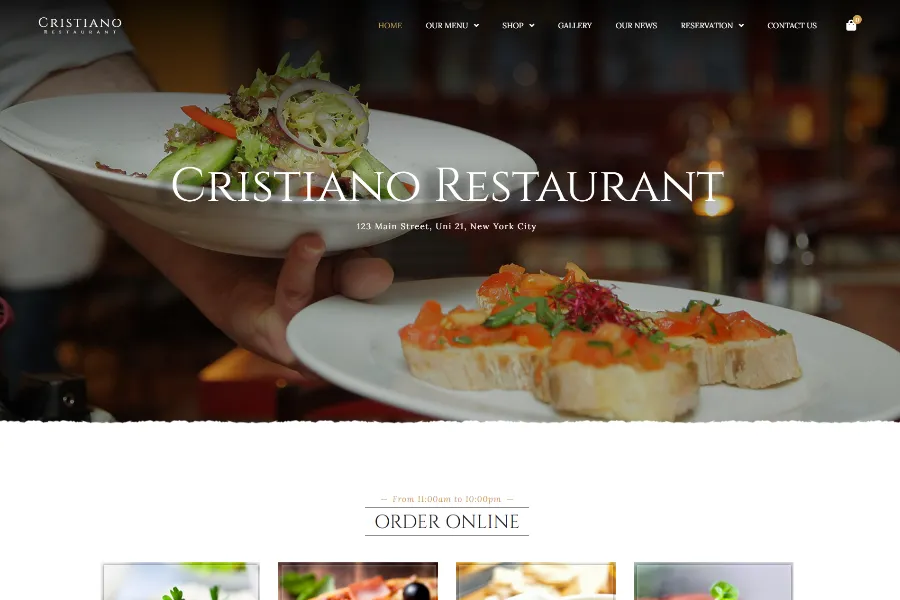 CRISTIANO
RESTAURANT
HOME
OUR MENU
SHOP
GALLERY
OUR NEWS
RESERVATION
CONTACT US
0
CRISTIANO RESTAURANT
123 Main Street, Uni 21, New York City
— From 11:00am to 10:00pm —
ORDER ONLINE